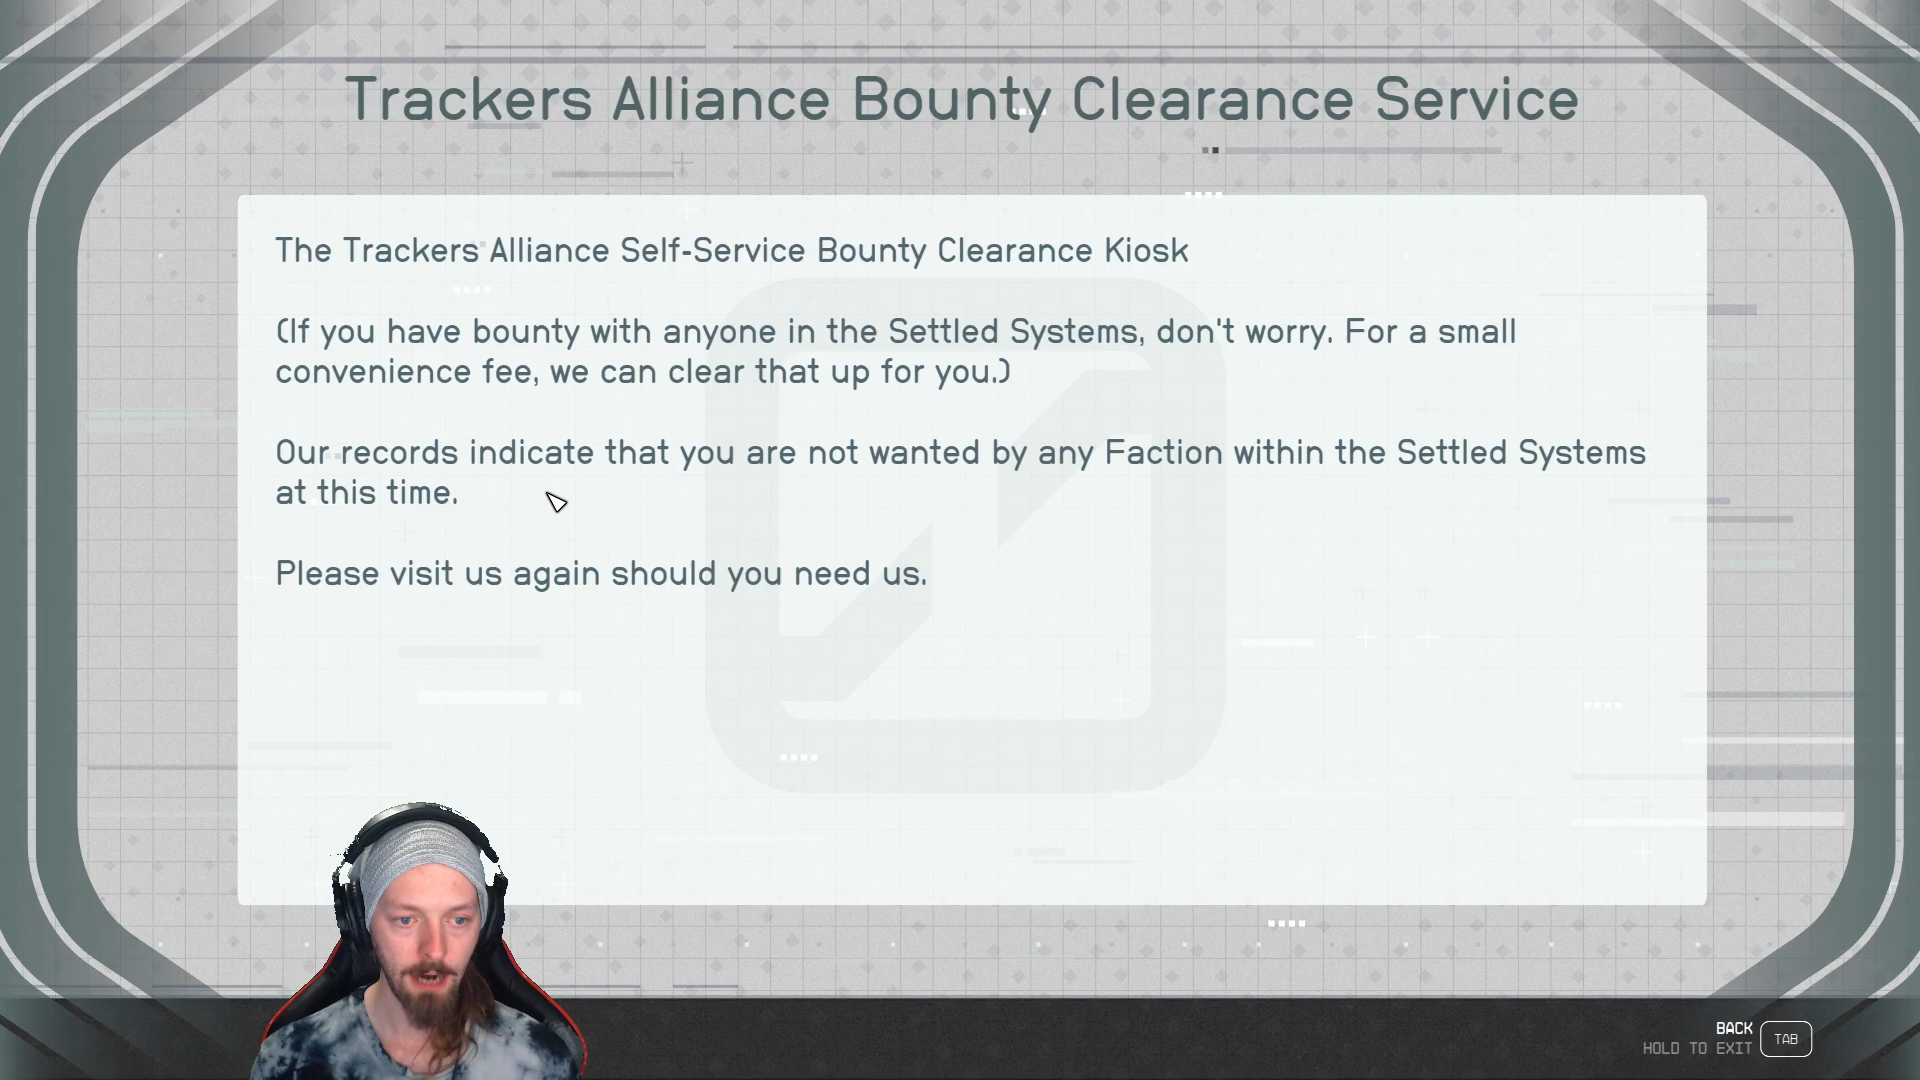 Trackers Alliance Bounty Clearance Service
The Trackers Alliance Self-Service Bounty Clearance Kiosk
(If you have bounty with anyone in the Settled Systems, don't worry. For a small
convenience fee, we can clear that up for you.)
Our records indicate that you are not wanted by any Faction within the Settled Systems
at this time.
Please visit us again should you need us.
BACK
HOLD TO EXIT
TAB